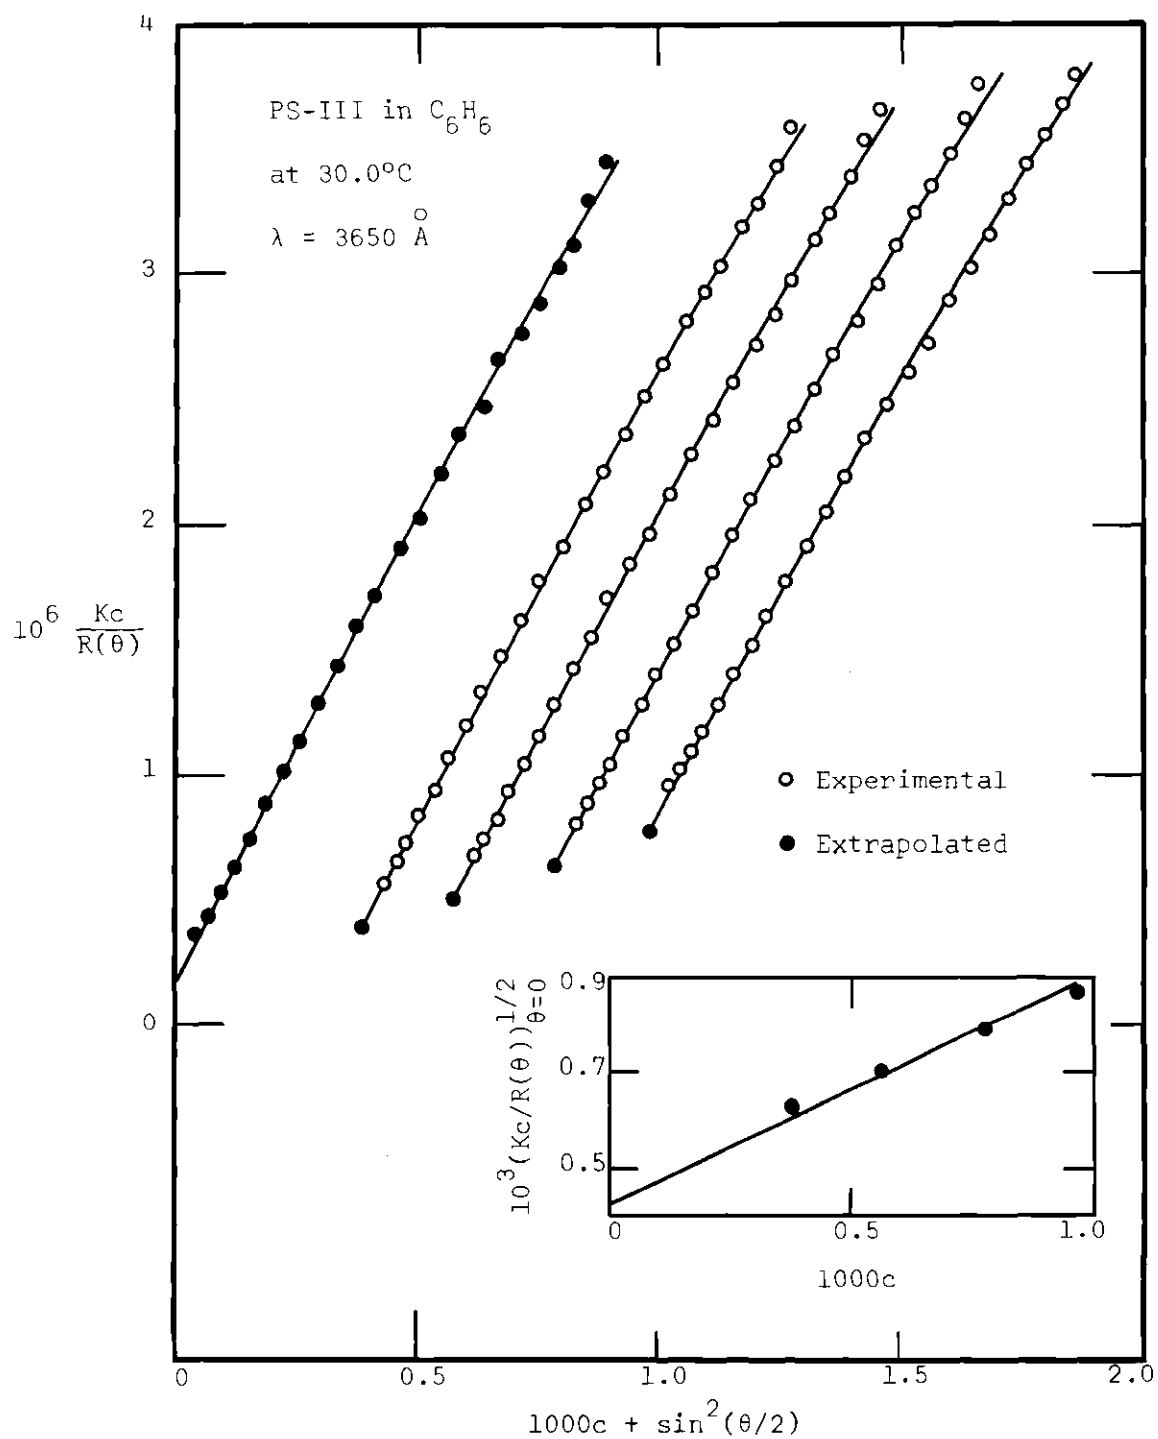 4
PS-III in C6H6
at 30.0°C
λ = 3650 Å
3
2
10^6 Kc/R(θ)
1
Experimental
Extrapolated
0
10^3(Kc/R(θ))^1/2 θ=0
0.9
0.7
0.5
0 0.5 1.0
1000c
0 0.5 1.0 1.5 2.0
1000c + sin^2(θ/2)